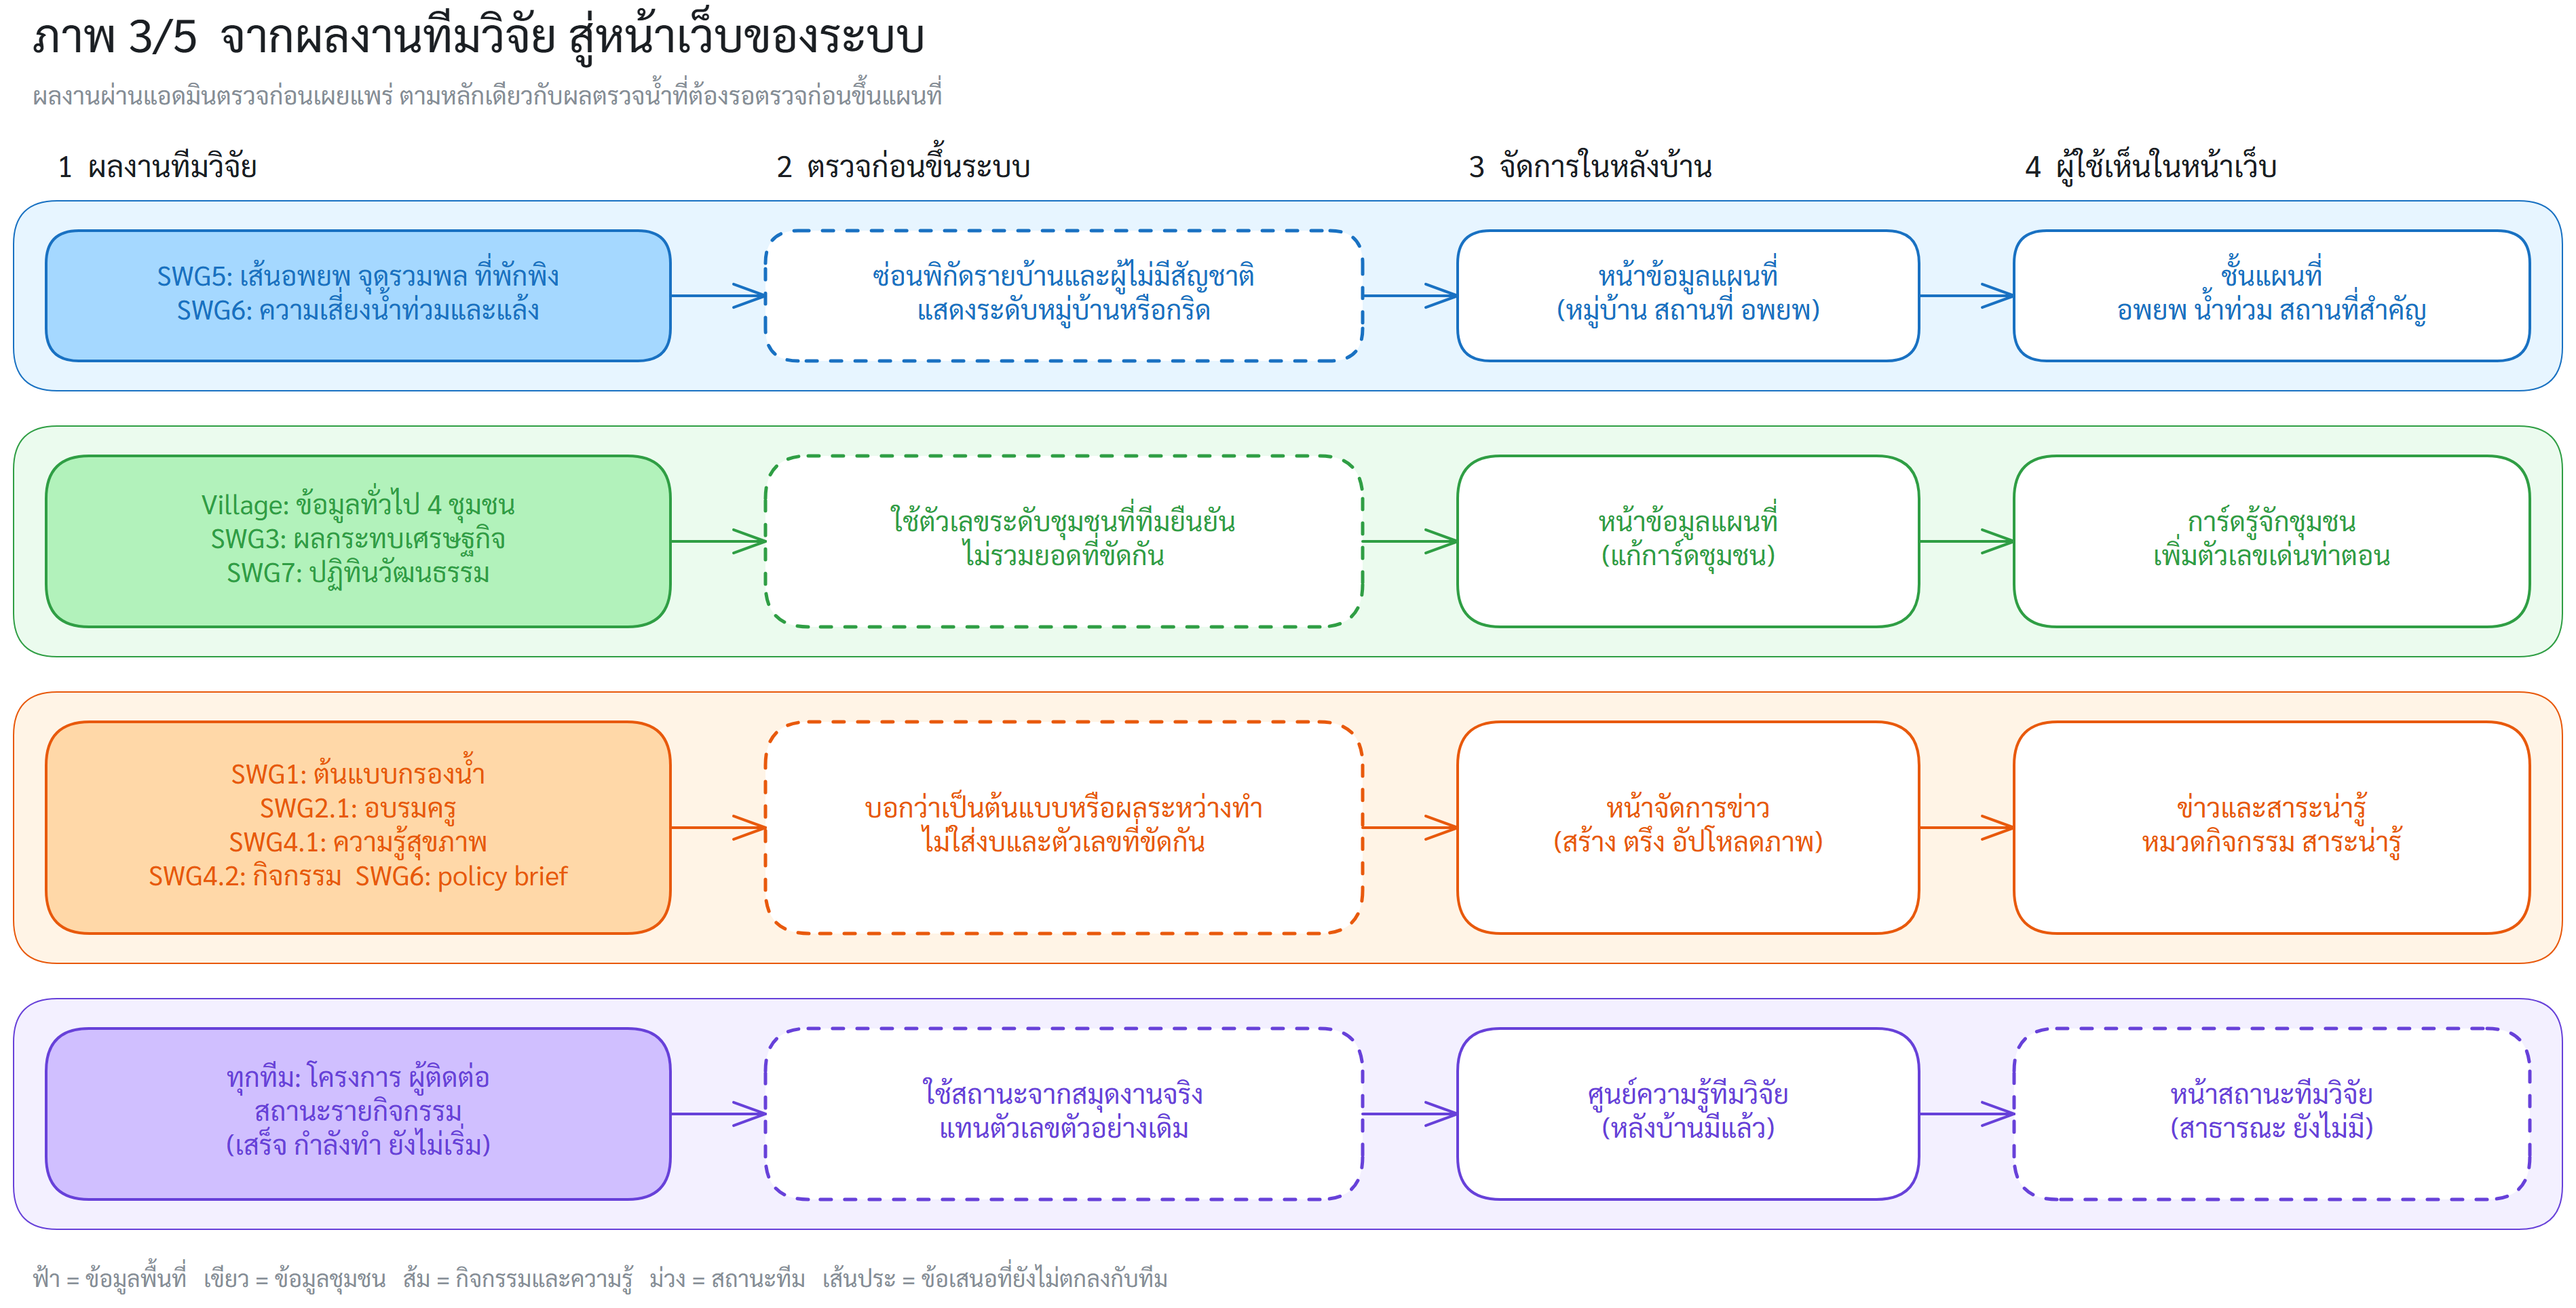 ภาพ 3/5 จากผลงานทีมวิจัย สู่หน้าเว็บของระบบ
ผลงานผ่านแอดมินตรวจก่อนเผยแพร่ ตามหลักเดียวกับผลตรวจน้ำที่ต้องรอตรวจก่อนขึ้นแผนที่
1 ผลงานทีมวิจัย
2 ตรวจก่อนขึ้นระบบ
3 จัดการในหลังบ้าน
4 ผู้ใช้เห็นในหน้าเว็บ
SWG5: เส้นอพยพ จุดรวมพล ที่พักพิง
SWG6: ความเสี่ยงน้ำท่วมและแล้ง
ซ่อนพิกัดรายบ้านและผู้ไม่มีสัญชาติ
แสดงระดับหมู่บ้านหรือกริด
หน้าข้อมูลแผนที่
(หมู่บ้าน สถานที่ อพยพ)
ชั้นแผนที่
อพยพ น้ำท่วม สถานที่สำคัญ
Village: ข้อมูลทั่วไป 4 ชุมชน
SWG3: ผลกระทบเศรษฐกิจ
SWG7: ปฏิทินวัฒนธรรม
ใช้ตัวเลขระดับชุมชนที่ทีมยืนยัน
ไม่รวมยอดที่ขัดกัน
หน้าข้อมูลแผนที่
(แก้การ์ดชุมชน)
การ์ดรู้จักชุมชน
เพิ่มตัวเลขเด่นท่าตอน
SWG1: ต้นแบบกรองน้ำ
SWG2.1: อบรมครู
SWG4.1: ความรู้สุขภาพ
SWG4.2: กิจกรรม SWG6: policy brief
บอกว่าเป็นต้นแบบหรือผลระหว่างทำ
ไม่ใส่งบและตัวเลขที่ขัดกัน
หน้าจัดการข่าว
(สร้าง ตรึง อัปโหลดภาพ)
ข่าวและสาระน่ารู้
หมวดกิจกรรม สาระน่ารู้
ทุกทีม: โครงการ ผู้ติดต่อ
สถานะรายกิจกรรม
(เสร็จ กำลังทำ ยังไม่เริ่ม)
ใช้สถานะจากสมุดงานจริง
แทนตัวเลขตัวอย่างเดิม
ศูนย์ความรู้ทีมวิจัย
(หลังบ้านมีแล้ว)
หน้าสถานะทีมวิจัย
(สาธารณะ ยังไม่มี)
ฟ้า = ข้อมูลพื้นที่ เขียว = ข้อมูลชุมชน ส้ม = กิจกรรมและความรู้ ม่วง = สถานะทีม เส้นประ = ข้อเสนอที่ยังไม่ตกลงกับทีม